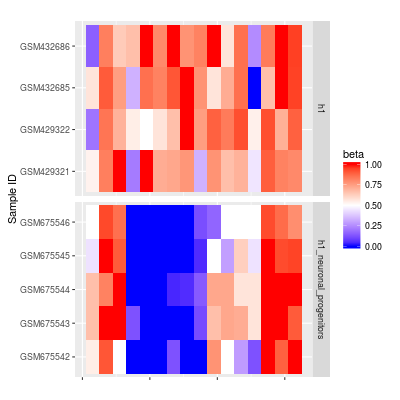 GSM432686
GSM432685
GSM429322
GSM429321
h1
GSM675546
GSM675545
GSM675544
GSM675543
GSM675542
h1_neuronal_progenitors
Sample ID
beta
1.00
0.75
0.50
0.25
0.00